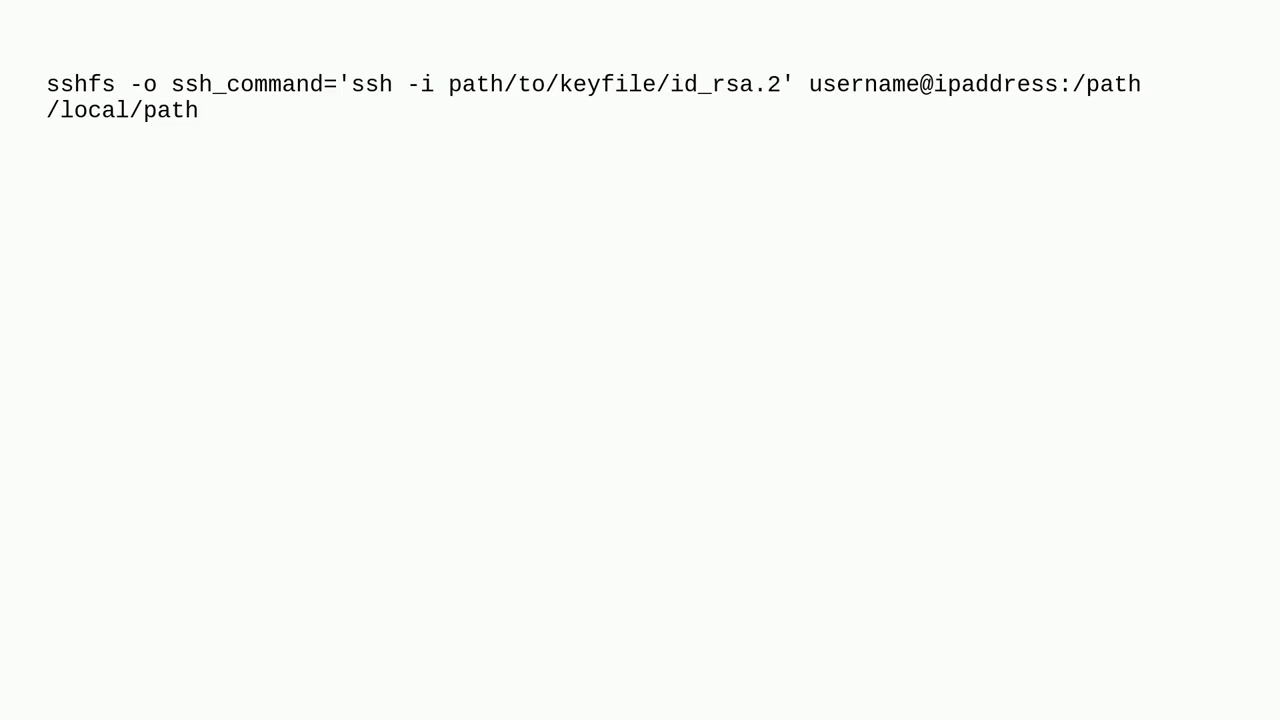 sshfs -o ssh_command='ssh -i path/to/keyfile/id_rsa.2' username@ipaddress:/path
/local/path